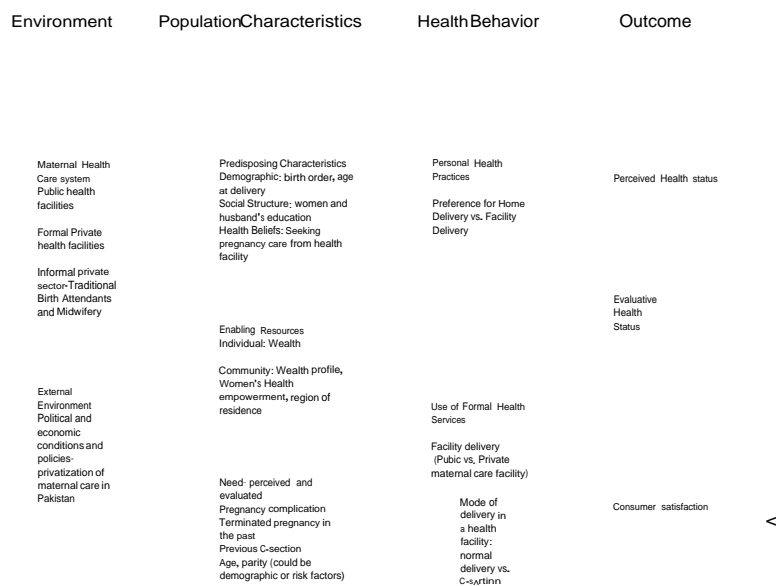 Environment
PopulationCharacteristics
HealthBehavior
Outcome
Maternal Health
Care system
Public health
facilities
Formal Private
health facilities
Informal private
sector-Traditional
Birth Attendants
and Midwifery
External
Environment
Political and
economic
conditions and
policies-
privatization of
maternal care in
Pakistan
Predisposing Characteristics
Demographic: birth order, age
at delivery
Social Structure: women and
husband's education
Health Beliefs: Seeking
pregnancy care from health
facility
Enabling Resources
Individual: Wealth
Community: Wealth profile,
Women's Health
empowerment, region of
residence
Need- perceived and
evaluated
Pregnancy complication
Terminated pregnancy in
the past
Previous C-section
Age, parity (could be
demographic or risk factors)
Personal Health
Practices
Preference for Home
Delivery vs. Facility
Delivery
Use of Formal Health
Services
Facility delivery
(Pubic vs. Private
maternal care facility)
Mode of
delivery in
a health
facility:
normal
delivery vs.
Perceived Health status
Evaluative
Health
Status
Consumer satisfaction
<